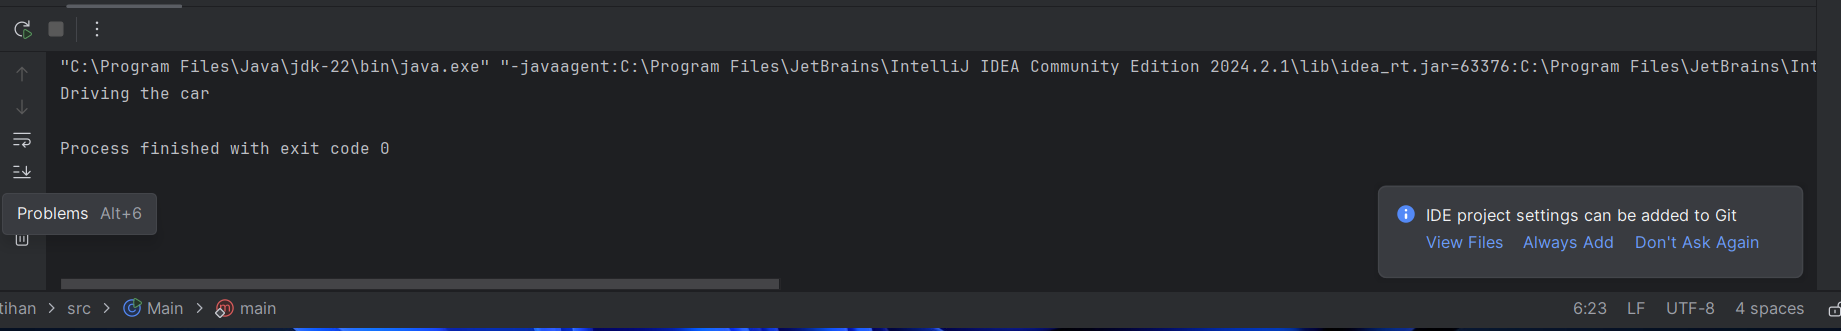 "C:\Program Files\Java\jdk-22\bin\java.exe" "-javaagent:C:\Program Files\JetBrains\IntelliJ IDEA Community Edition 2024.2.1\lib\idea_rt.jar=63376:C:\Program Files\JetBrains\Int
Driving the car
Process finished with exit code 0
Problems Alt+6
IDE project settings can be added to Git
View Files Always Add Don't Ask Again
tihan > src > Main > main
6:23 LF UTF-8 4 spaces